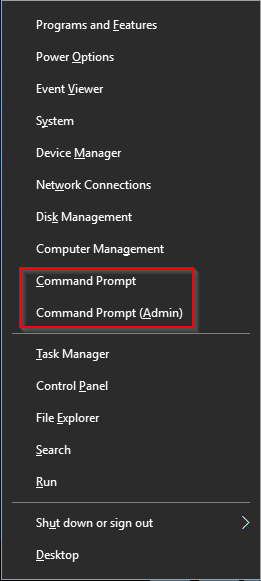 Programs and Features
Power Options
Event Viewer
System
Device Manager
Network Connections
Disk Management
Computer Management
Command Prompt
Command Prompt (Admin)
Task Manager
Control Panel
File Explorer
Search
Run
Shut down or sign out
Desktop